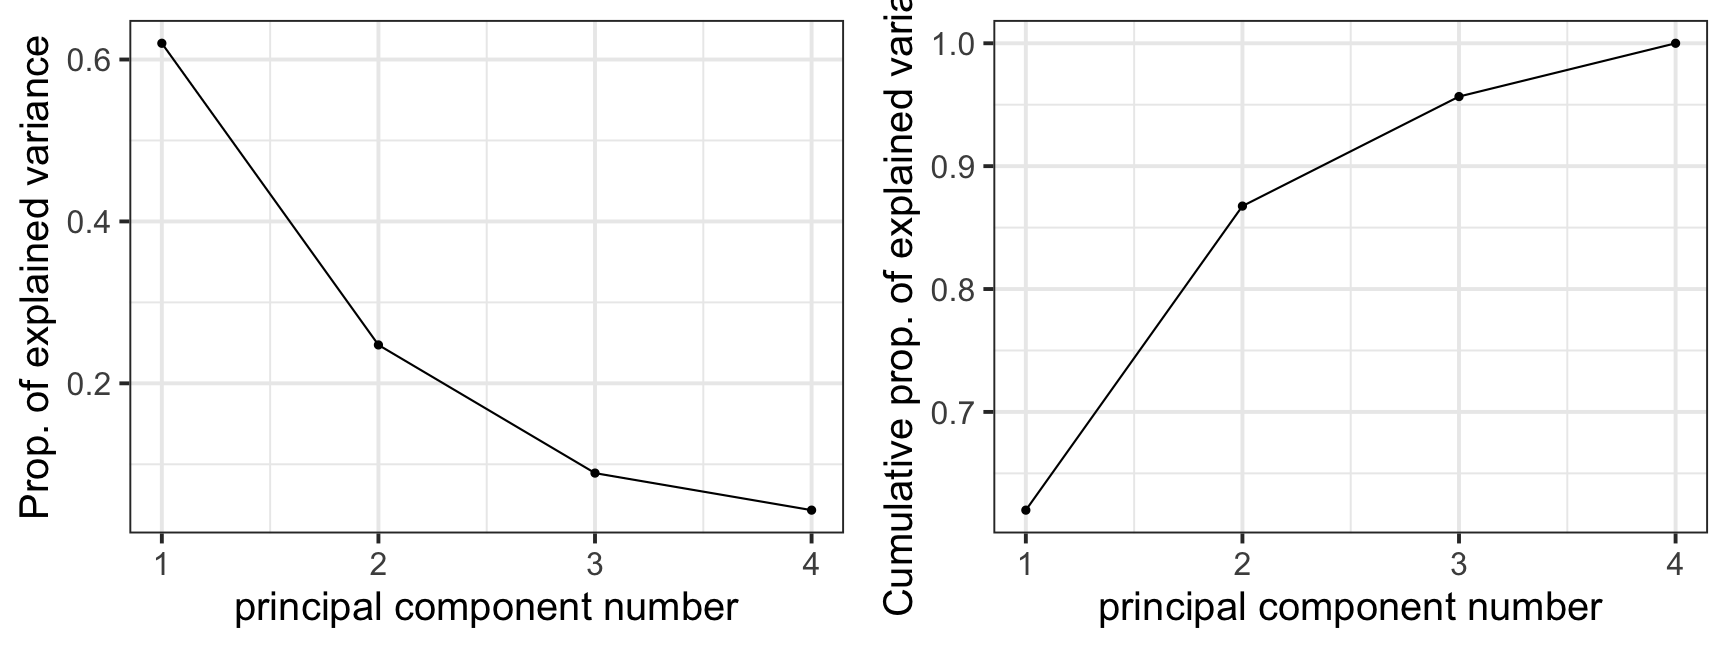 Prop. of explained variance
0.6
0.4
0.2
1 2 3 4
principal component number
Cumulative prop. of explained
1.0
0.9
0.8
0.7
1 2 3 4
principal component number